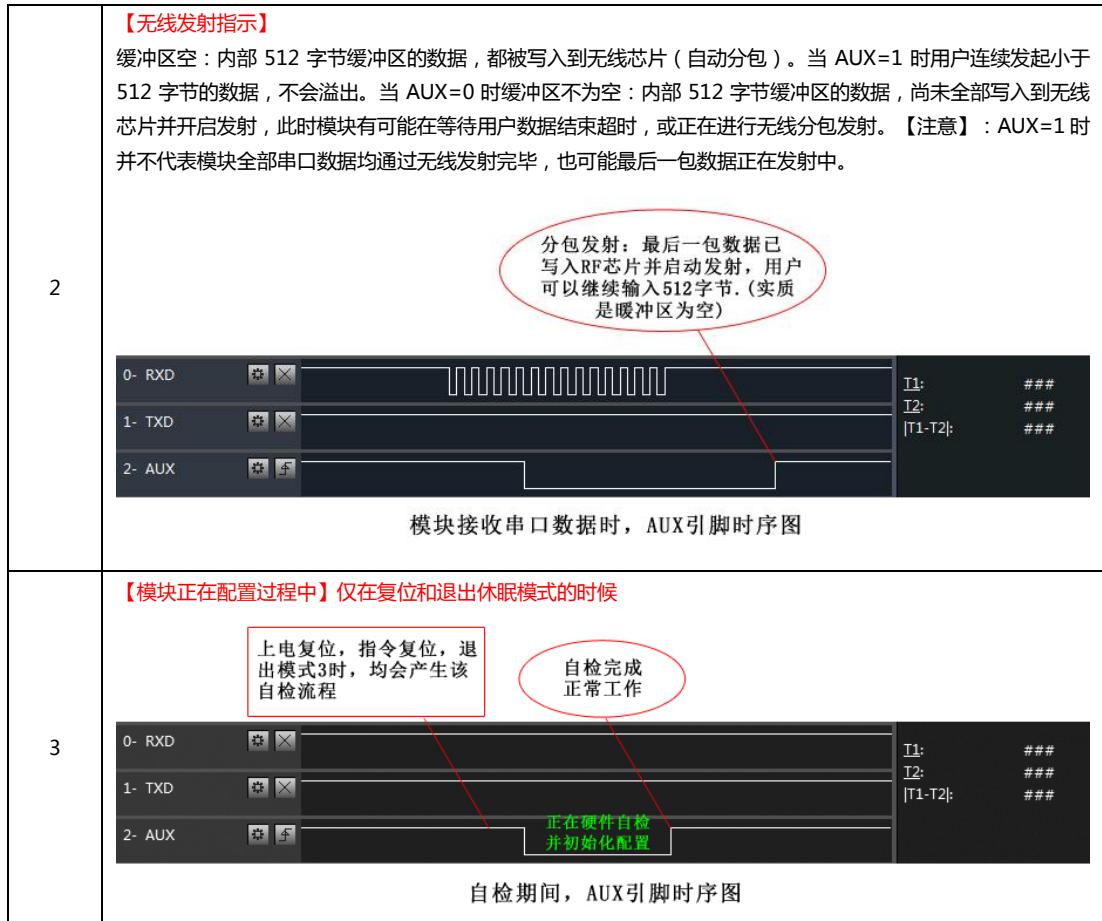 【无线发射指示】
缓冲区空：内部 512 字节缓冲区的数据，都被写入到无线芯片（自动分包）。当 AUX=1 时用户连续发起小于
512 字节的数据，不会溢出。当 AUX=0 时缓冲区不为空：内部 512 字节缓冲区的数据，尚未全部写入到无线
芯片并开启发射，此时模块有可能在等待用户数据结束超时，或正在进行无线分包发射。【注意】：AUX=1 时
并不代表模块全部串口数据均通过无线发射完毕，也可能最后一包数据正在发射中。
2
分包发射：最后一包数据已
写入RF芯片并启动发射，用户
可以继续输入512字节.(实质
是暖冲区为空)
0- RXD
1- TXD
2- AUX
T1: ###
T2: ###
|T1-T2|: ###
模块接收串口数据时，AUX引脚时序图
【模块正在配置过程中】仅在复位和退出休眠模式的时候
3
上电复位，指令复位，退
出模式3时，均会产生该
自检流程
自检完成
正常工作
0- RXD
1- TXD
2- AUX
正在硬件自检
并初始化配置
T1: ###
T2: ###
|T1-T2|: ###
自检期间，AUX引脚时序图